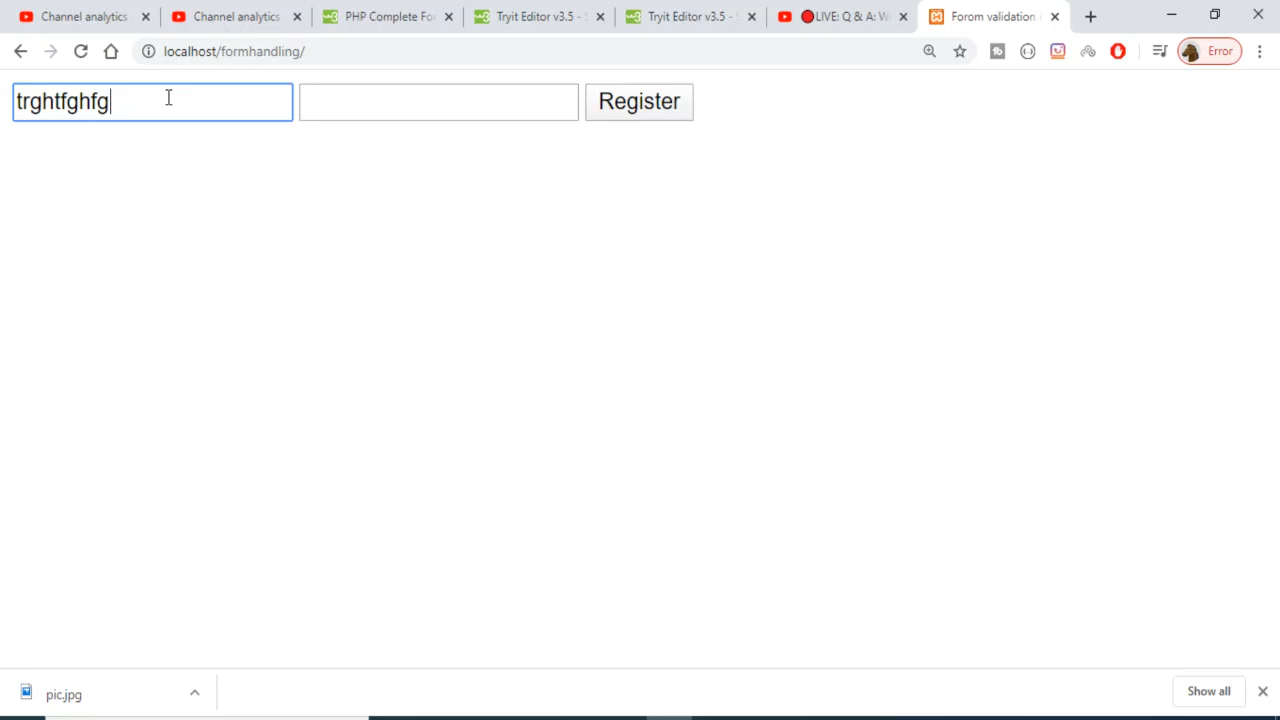 Channel analytics
Channel analytics
PHP Complete Fo
Tryit Editor v3.5 - 
Tryit Editor v3.5 - 
LIVE: Q & A: W
Forom validation
localhost/formhandling/
Error
trghtfghfg
Register
pic.jpg
Show all